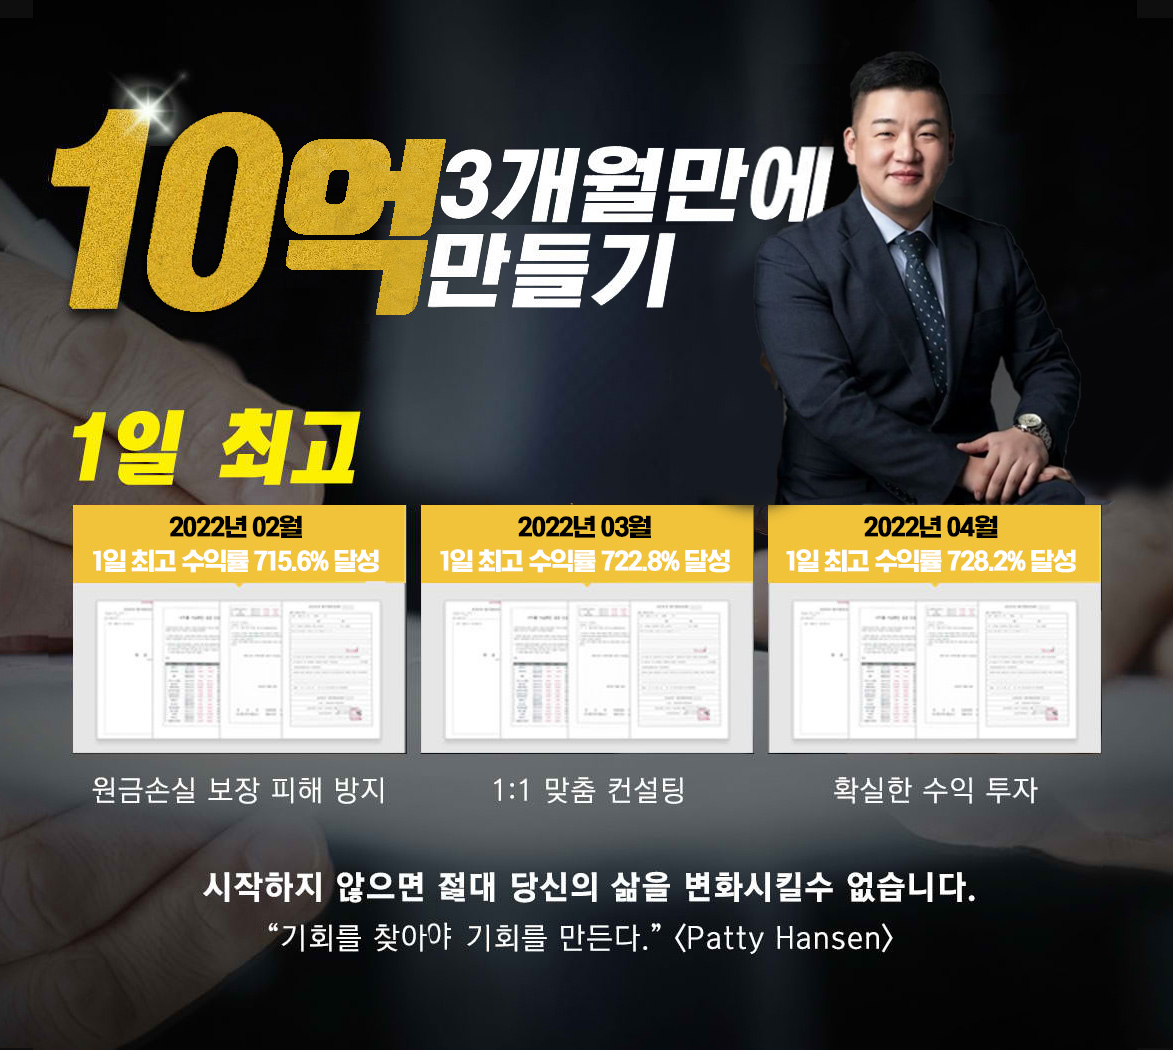 10억 3개월만에
만들기
1일 최고
2022년 02월
1일 최고 수익률 715.6% 달성
2022년 03월
1일 최고 수익률 722.8% 달성
2022년 04월
1일 최고 수익률 728.2% 달성
원금손실 보장 피해 방지
1:1 맞춤 컨설팅
확실한 수익 투자
시작하지 않으면 절대 당신의 삶을 변화시킬수 없습니다.
“기회를 찾아야 기회를 만든다.” 〈Patty Hansen〉